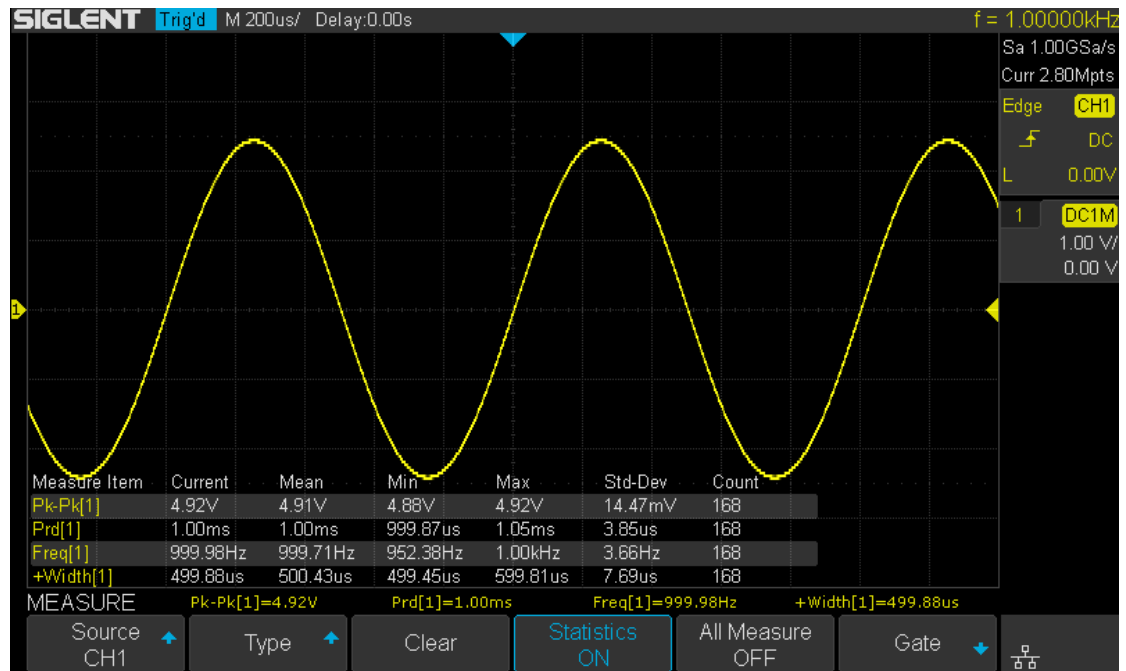 SIGLENT Trig'd M 200us/ Delay:0.00s f = 1.00000kHz
Sa 1.00GSa/s
Curr 2.80Mpts
Edge CH1
DC
L 0.00V
1 DC1M
1.00 V/
0.00 V
1
Measure Item Current Mean Min Max Std-Dev Count
Pk-Pk[1] 4.92V 4.91V 4.88V 4.92V 14.47mV 168
Prd[1] 1.00ms 1.00ms 999.87us 1.05ms 3.85us 168
Freq[1] 999.98Hz 999.71Hz 952.38Hz 1.00kHz 3.66Hz 168
+Width[1] 499.88us 500.43us 499.45us 599.81us 7.69us 168
MEASURE Pk-Pk[1]=4.92V Prd[1]=1.00ms Freq[1]=999.98Hz +Width[1]=499.88us
Source Type Clear Statistics All Measure Gate
CH1 ON OFF